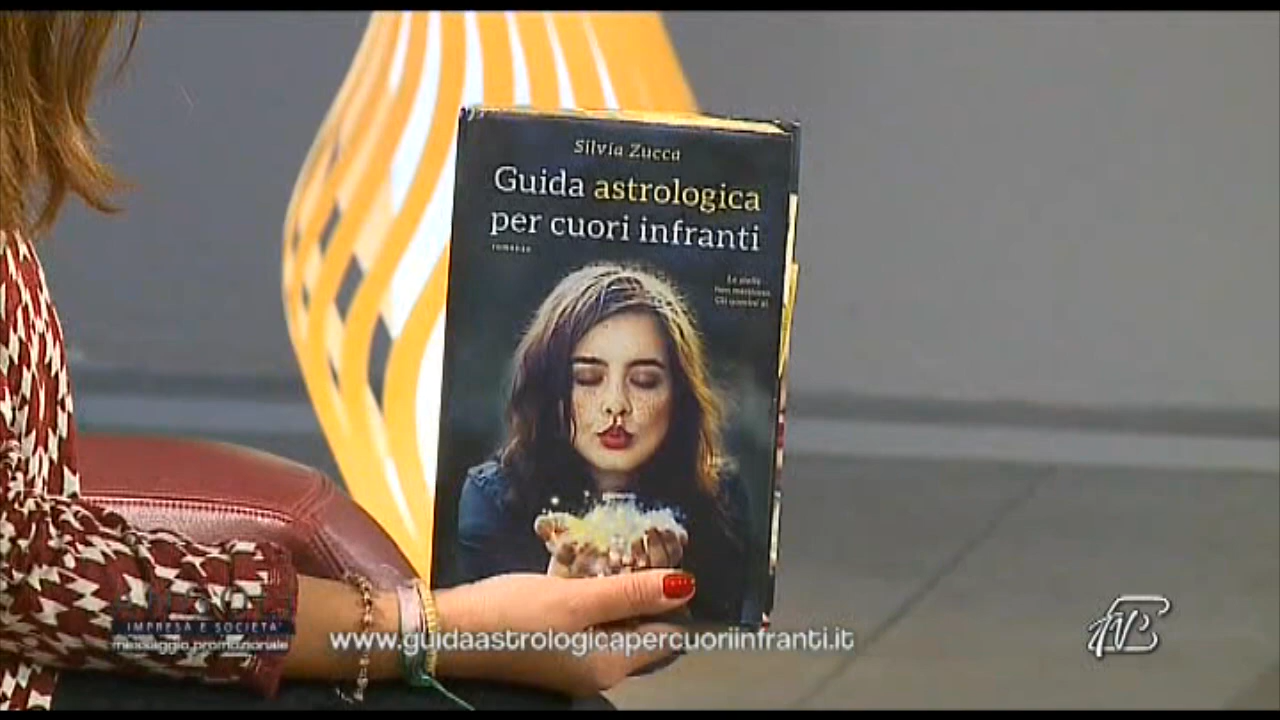 Silvia Zucca
Guida astrologica
per cuori infranti
romanzo
Le stelle
non mentono.
Gli uomini sì.
IMPRESA E SOCIETA'
messaggio promozionale
www.guidaastrologicapercuoriinfranti.it